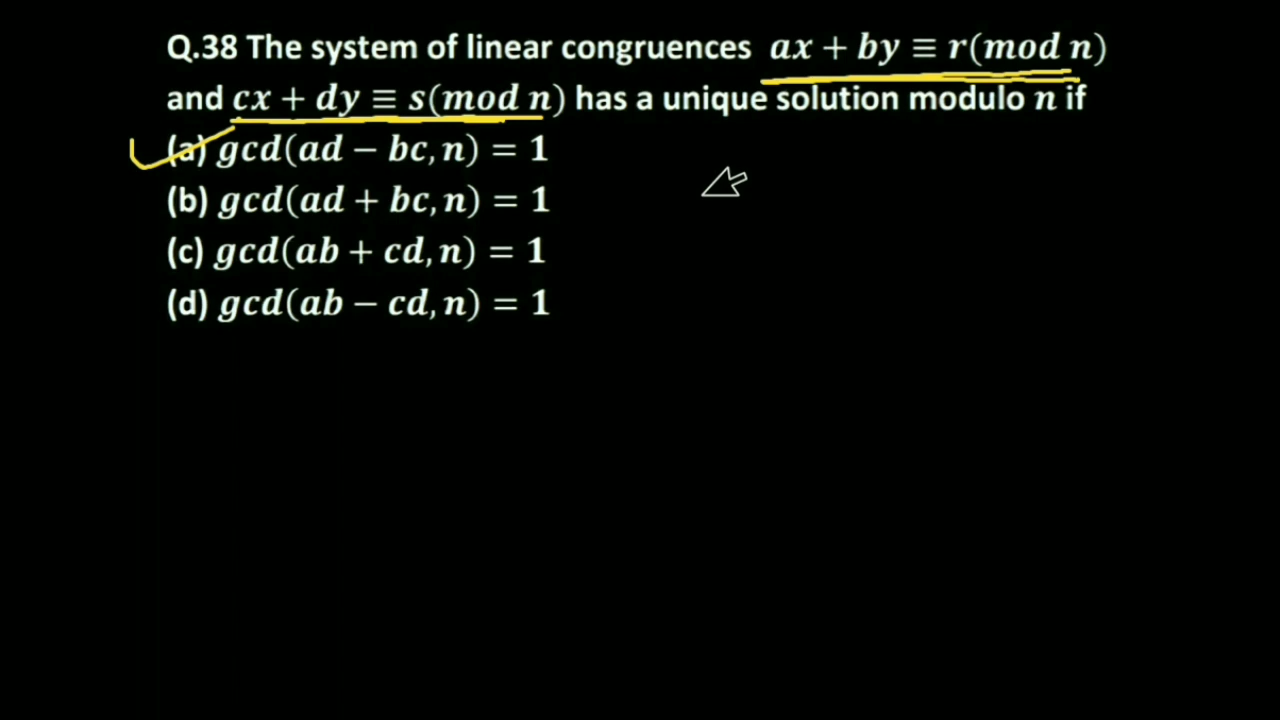 Q.38 The system of linear congruences ax + by ≡ r(mod n)
and cx + dy ≡ s(mod n) has a unique solution modulo n if
(a) gcd(ad − bc, n) = 1
(b) gcd(ad + bc, n) = 1
(c) gcd(ab + cd, n) = 1
(d) gcd(ab − cd, n) = 1